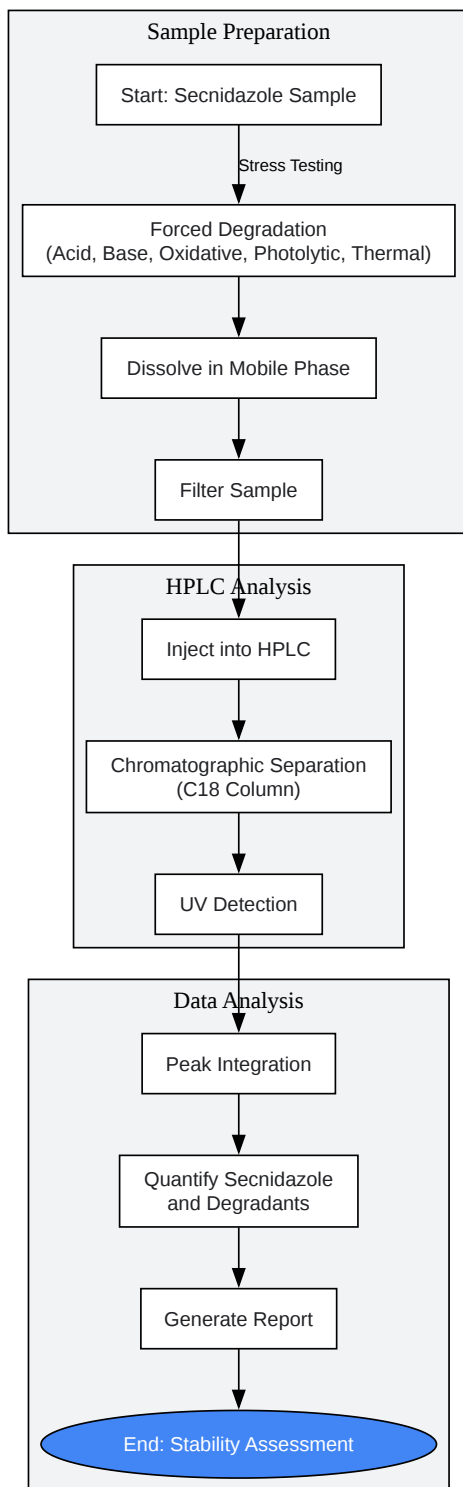 Sample Preparation
Start: Secnidazole Sample
Stress Testing
Forced Degradation
(Acid, Base, Oxidative, Photolytic, Thermal)
Dissolve in Mobile Phase
Filter Sample
HPLC Analysis
Inject into HPLC
Chromatographic Separation
(C18 Column)
UV Detection
Data Analysis
Peak Integration
Quantify Secnidazole
and Degradants
Generate Report
End: Stability Assessment